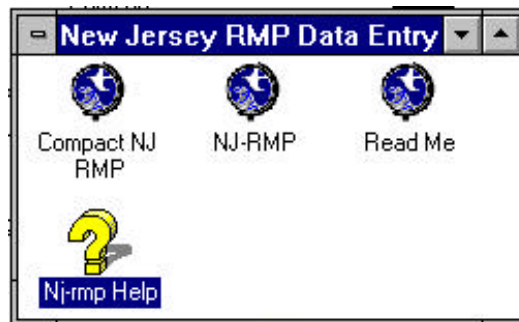 New Jersey RMP Data Entry
Compact NJ RMP
NJ-RMP
Read Me
Nj-rmp Help